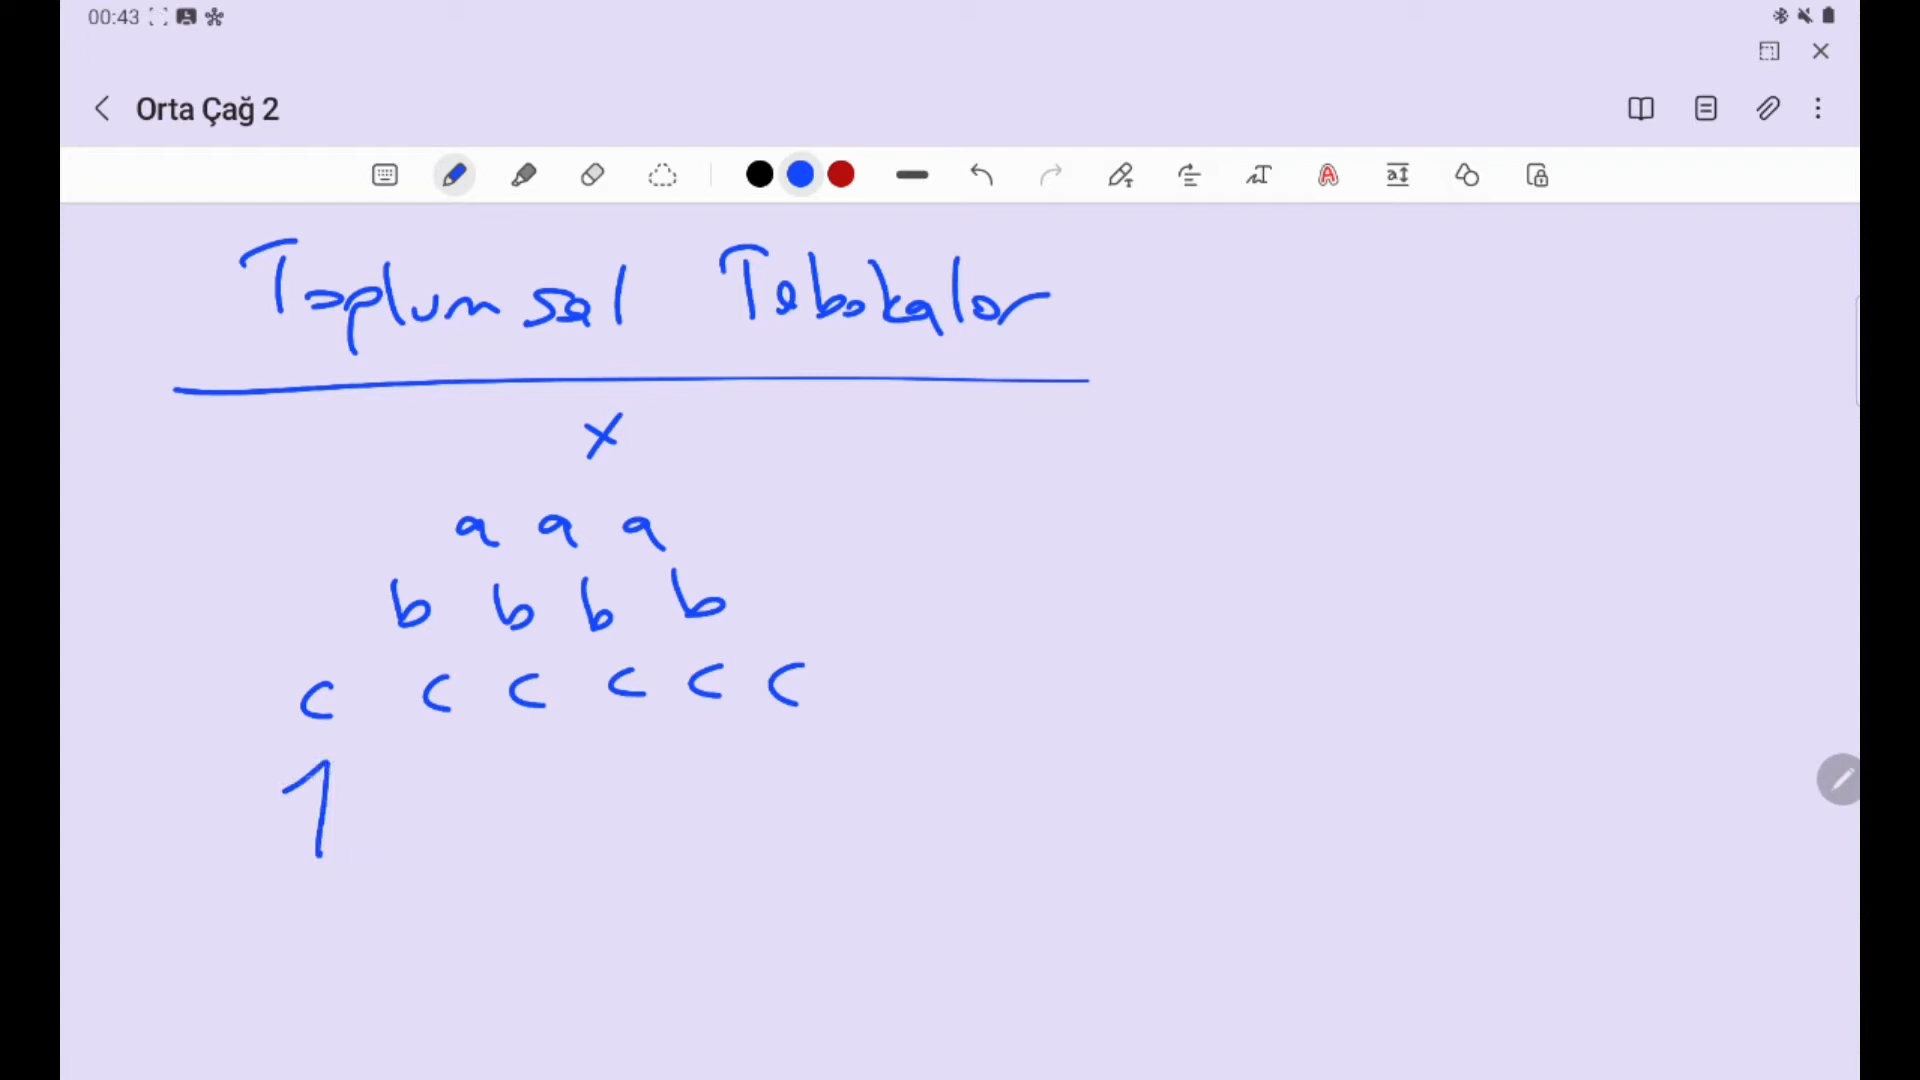 00:43
Orta Çağ 2
Toplumsal Tabakalar
x
a a a
b b b b
c c c c c c
1